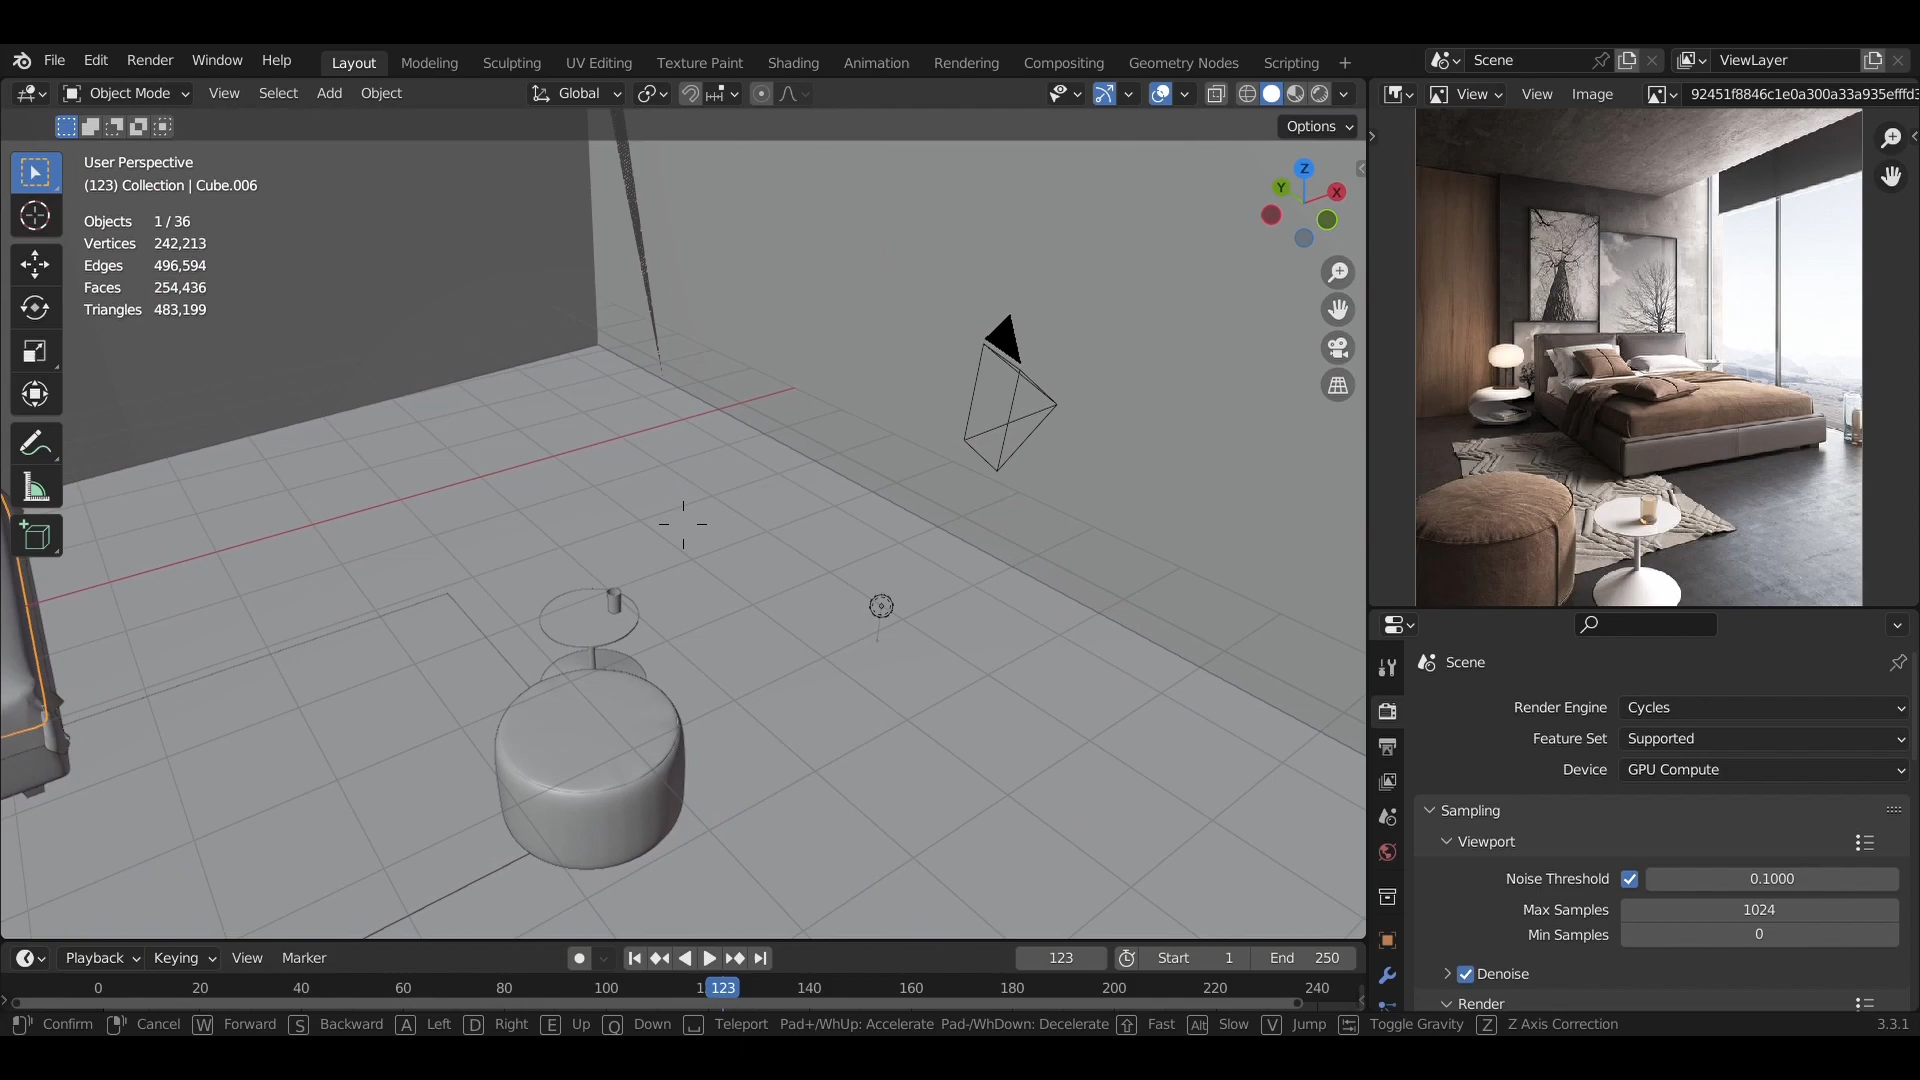 File Edit Render Window Help Layout Modeling Sculpting UV Editing Texture Paint Shading Animation Rendering Compositing Geometry Nodes Scripting + Scene ViewLayer
Object Mode View Select Add Object Global View View Image 92451f8846c1e0a300a33a935efffd3
Options
User Perspective
(123) Collection | Cube.006
Objects 1 / 36
Vertices 242,213
Edges 496,594
Faces 254,436
Triangles 483,199
Z
Y
X
Scene
Render Engine Cycles
Feature Set Supported
Device GPU Compute
Sampling
Viewport
Noise Threshold 0.1000
Max Samples 1024
Min Samples 0
Denoise
Render
Playback Keying View Marker 123 Start 1 End 250
0 20 40 60 80 100 123 140 160 180 200 220 240
Confirm Cancel W Forward S Backward A Left D Right E Up Q Down Teleport Pad+/WhUp: Accelerate Pad-/WhDown: Decelerate Fast Alt Slow V Jump Toggle Gravity Z Z Axis Correction 3.3.1